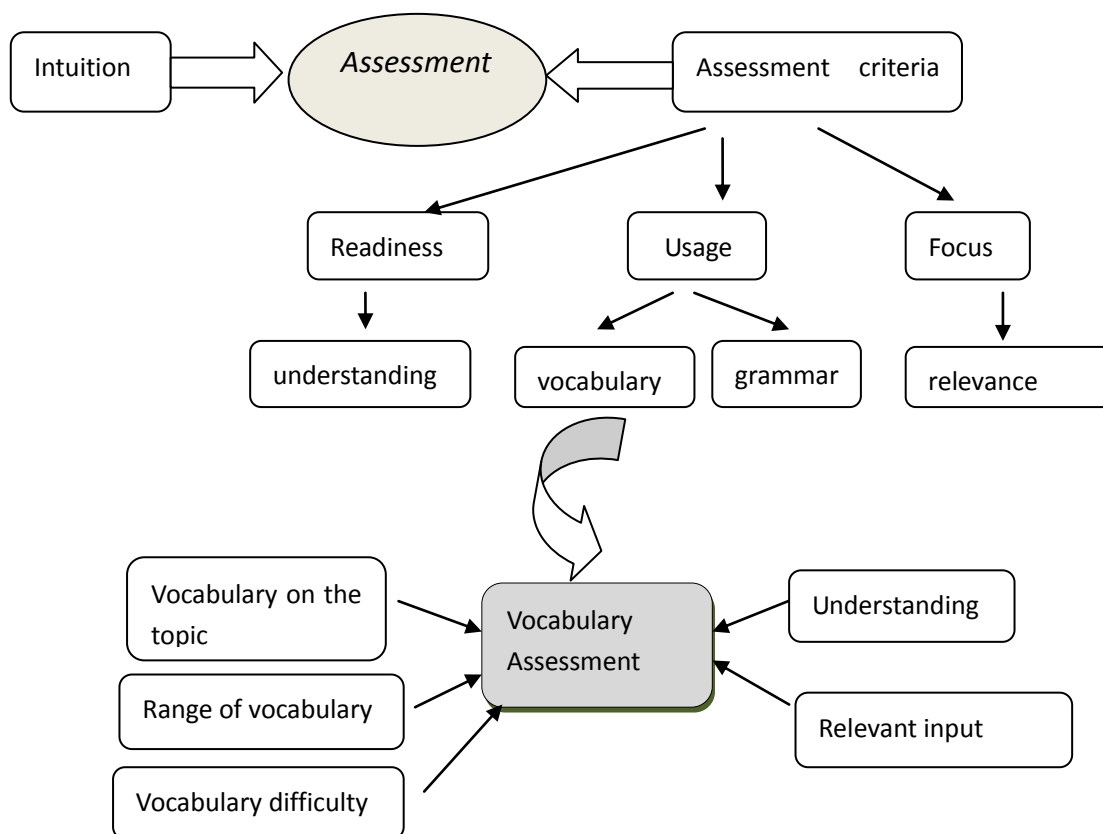 Intuition
Assessment
Assessment criteria
Readiness
Usage
Focus
understanding
vocabulary
grammar
relevance
Vocabulary on the
topic
Vocabulary
Assessment
Understanding
Range of vocabulary
Relevant input
Vocabulary difficulty